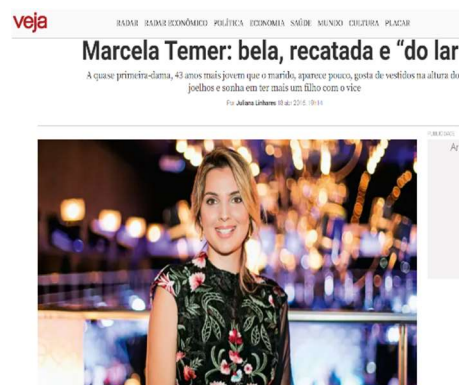 veja
RADAR RADAR ECONÔMICO POLÍTICA ECONOMIA SAÚDE MUNDO CULTURA PLACAR
Marcela Temer: bela, recatada e “do lar
A quase primeira-dama, 43 anos mais jovem que o marido, aparece pouco, gosta de vestidos na altura do
joelhos e sonha em ter mais um filho com o vice
Por Juliana Linhares abr 2016,
PUBLICIDADE